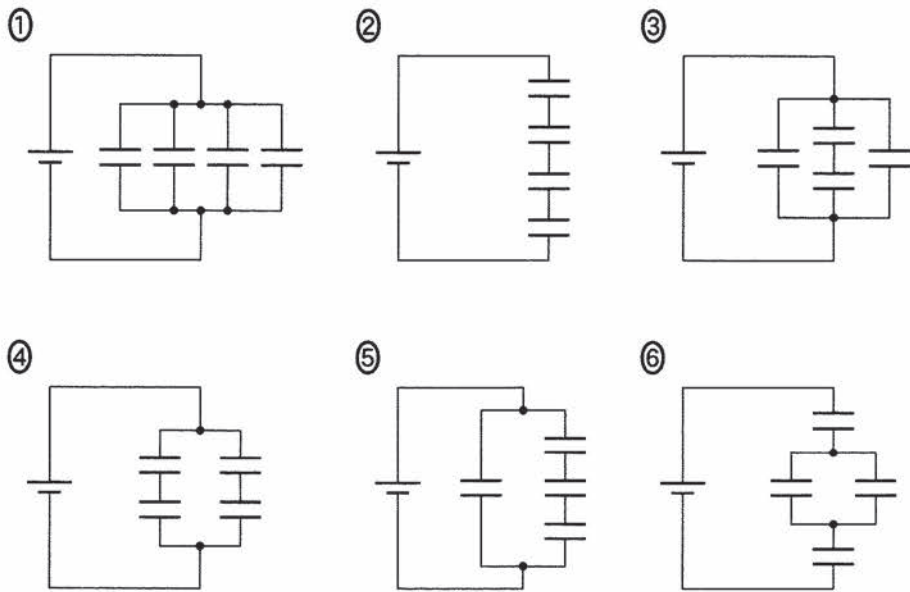 ① ② ③
④ ⑤ ⑥